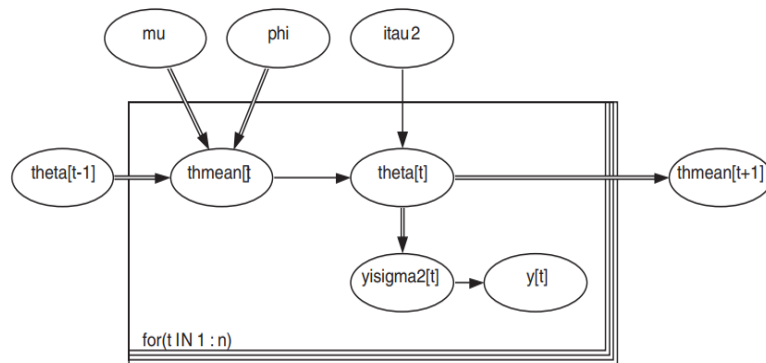 mu
phi
itau2
theta[t-1]
thmean[t
theta[t]
thmean[t+1]
yisigma2[t]
y[t]
for(t IN 1 : n)